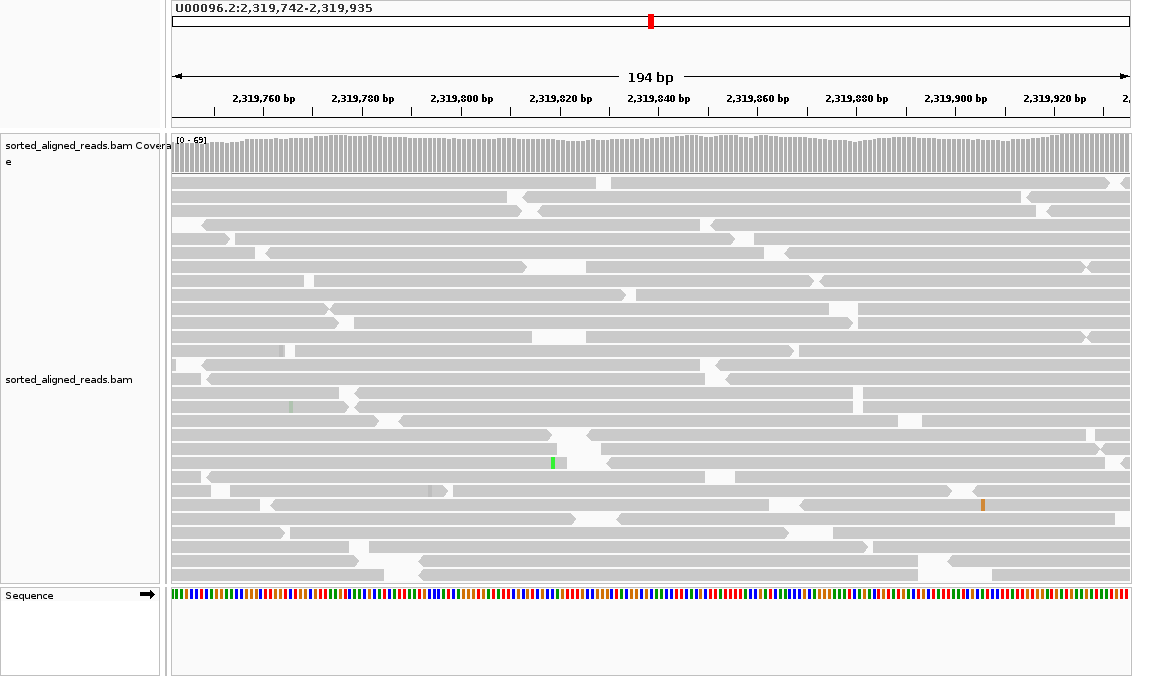 U00096.2:2,319,742-2,319,935
194 bp
2,319,760 bp 2,319,780 bp 2,319,800 bp 2,319,820 bp 2,319,840 bp 2,319,860 bp 2,319,880 bp 2,319,900 bp 2,319,920 bp 2,
sorted_aligned_reads.bam Covera
e
[0 - 69]
sorted_aligned_reads.bam
Sequence